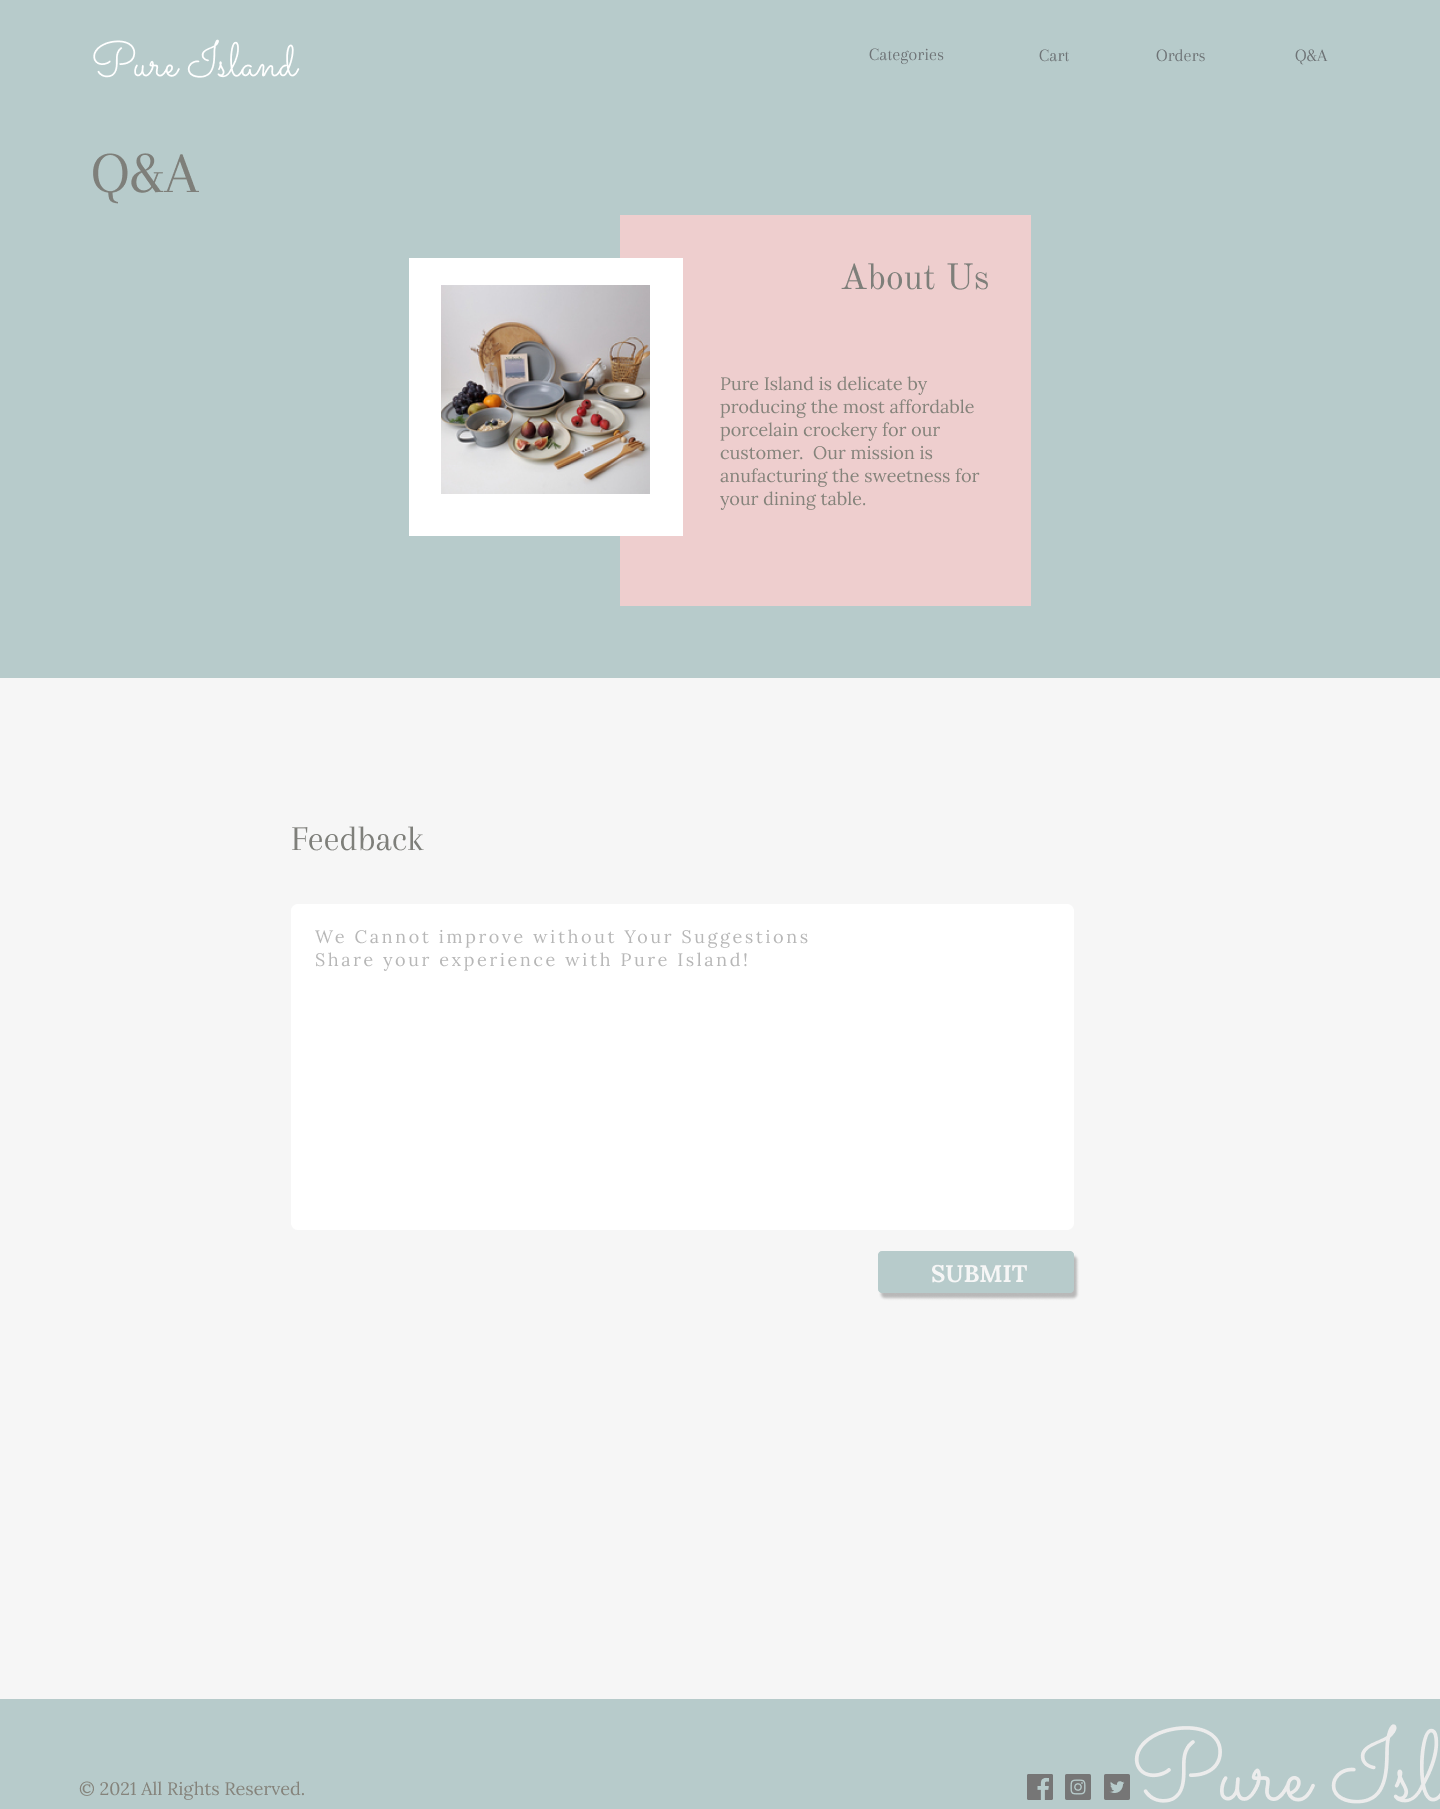 Pure Island
Categories
Cart
Orders
Q&A
Q&A
About Us
Pure Island is delicate by
producing the most affordable
porcelain crockery for our
customer.  Our mission is
anufacturing the sweetness for
your dining table.
Feedback
We Cannot improve without Your Suggestions
Share your experience with Pure Island!
SUBMIT
© 2021 All Rights Reserved.
Pure Isl